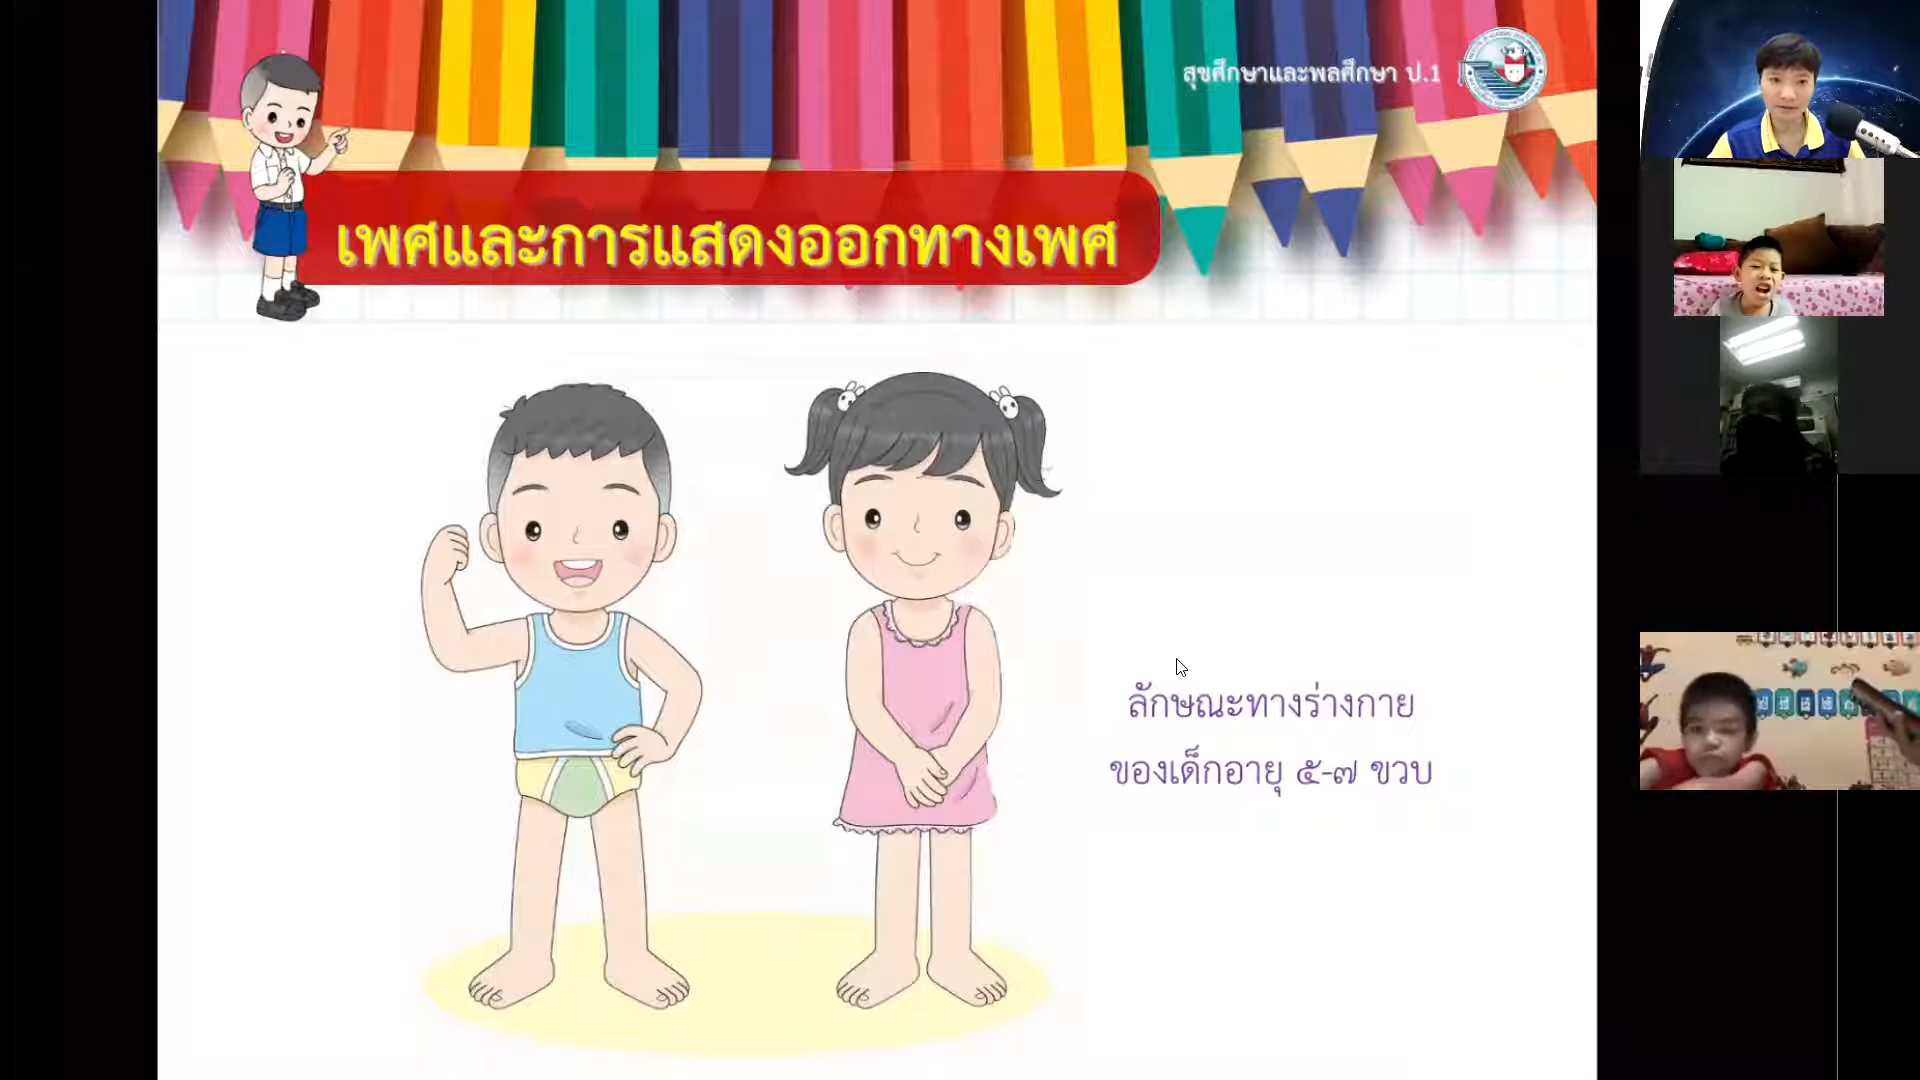 สุขศึกษาและพลศึกษา ป.1
เพศและการแสดงออกทางเพศ
ลักษณะทางร่างกาย
ของเด็กอายุ ๕-๗ ขวบ